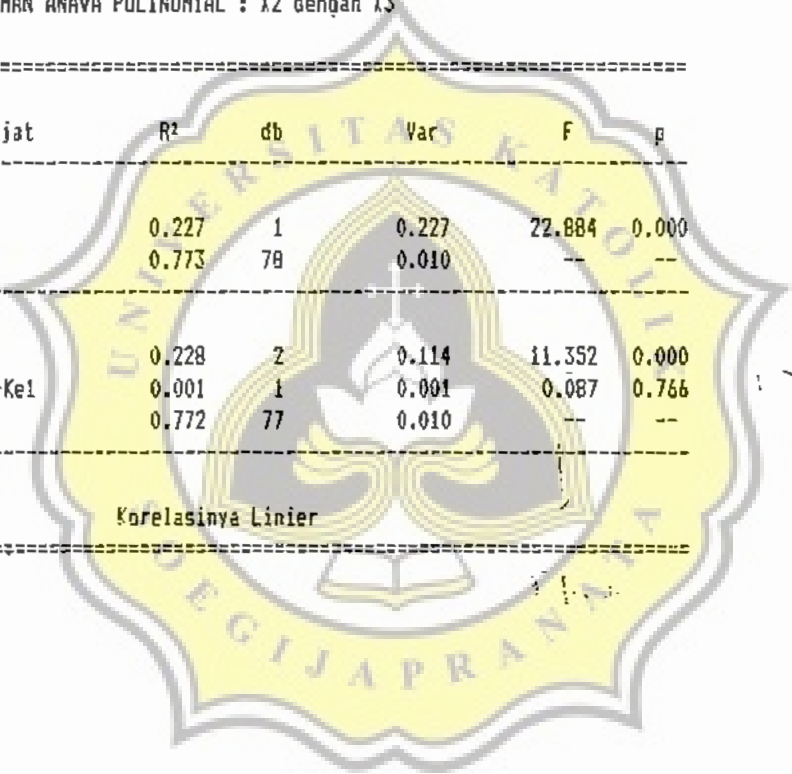 ANAVA POLINOMIAL : X2 dengan X3
jat R² db Var F p
0.227 1 0.227 22.884 0.000
0.773 78 0.010 -- --
0.228 2 0.114 11.352 0.000
Ke1 0.001 1 0.001 0.087 0.766
0.772 77 0.010 -- --
Korelasinya Linier
UNIVERSITAS KATOLIK
SOEGIJAPRANATA